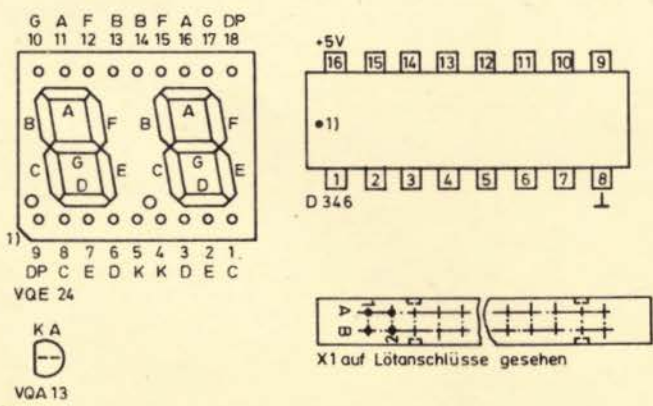 G A F B B F A G DP
10 11 12 13 14 15 16 17 18
A A
B F B F
G G
C E C E
D D
1)
9 8 7 6 5 4 3 2 1
DP C E D K K D E C
VQE 24
K A
VQA 13
+5V
16 15 14 13 12 11 10 9
1)
1 2 3 4 5 6 7 8
D 346
A 1
B 2
X1 auf Lötanschlüsse gesehen